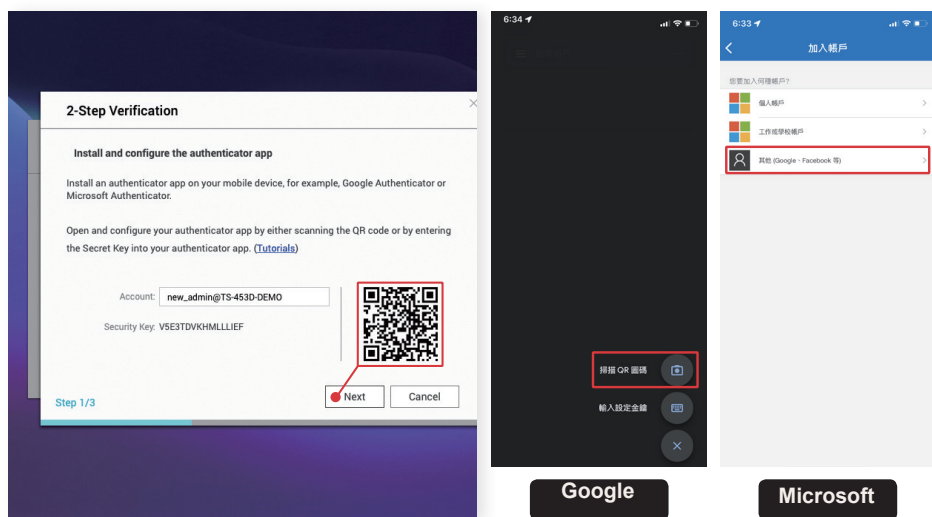 2-Step Verification
Install and configure the authenticator app
Install an authenticator app on your mobile device, for example, Google Authenticator or
Microsoft Authenticator.
Open and configure your authenticator app by either scanning the QR code or by entering
the Secret Key into your authenticator app. (Tutorials)
Account: new_admin@TS-453D-DEMO
Security Key: V5E3TDVKHMLLLIEF
Step 1/3
Next
Cancel
6:34
掃描 QR 圖碼
輸入設定金鑰
Google
6:33
加入帳戶
您要加入何種帳戶?
個人帳戶
工作或學校帳戶
其他 (Google、Facebook 等)
Microsoft